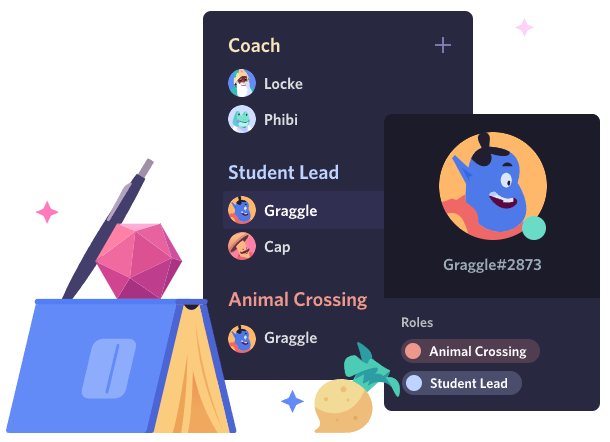 Coach
Locke
Phibi
Student Lead
Graggle
Cap
Animal Crossing
Graggle
Graggle#2873
Roles
Animal Crossing
Student Lead